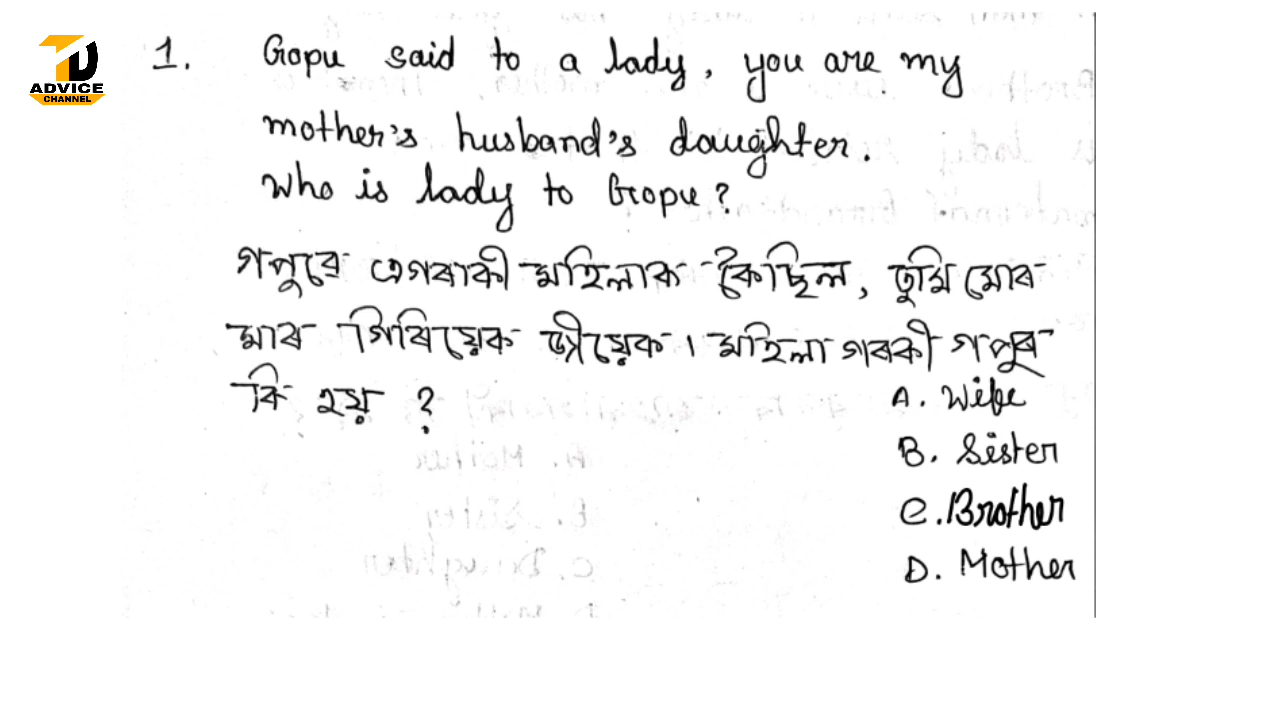 TD
ADVICE
CHANNEL
1. Gopu said to a lady, you are my
mother's husband's daughter.
Who is lady to Gopu?
গপুৱে এগৰাকী মহিলাক কৈছিল, তুমি মোৰ
মাৰ গিৰিয়েক জীয়েক। মহিলা গৰকী গপুৰ
কি হয় ?
A. Wife
B. Sister
C. Brother
D. Mother